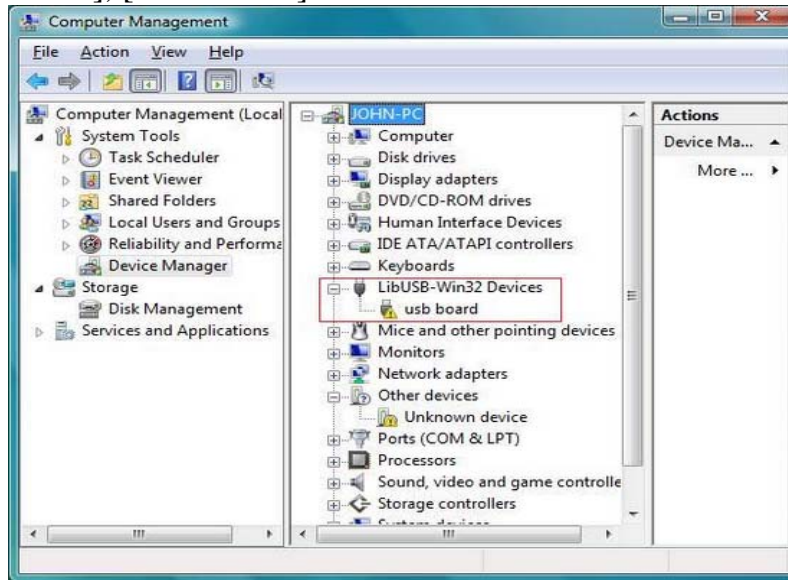 Computer Management
File Action View Help
Computer Management (Local
System Tools
Task Scheduler
Event Viewer
Shared Folders
Local Users and Groups
Reliability and Performa
Device Manager
Storage
Disk Management
Services and Applications
JOHN-PC
Computer
Disk drives
Display adapters
DVD/CD-ROM drives
Human Interface Devices
IDE ATA/ATAPI controllers
Keyboards
LibUSB-Win32 Devices
usb board
Mice and other pointing devices
Monitors
Network adapters
Other devices
Unknown device
Ports (COM & LPT)
Processors
Sound, video and game controlle
Storage controllers
Actions
Device Ma...
More ...